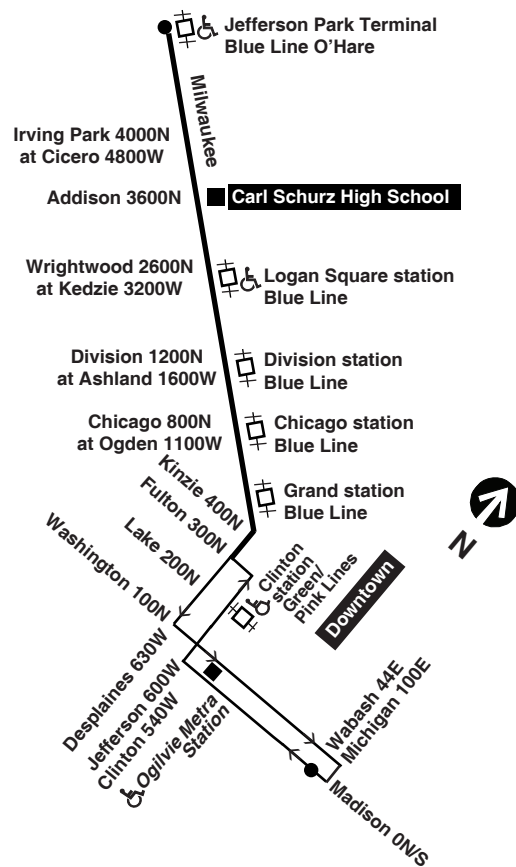 Jefferson Park Terminal
Blue Line O'Hare
Milwaukee
Irving Park 4000N
at Cicero 4800W
Addison 3600N
Carl Schurz High School
Wrightwood 2600N
at Kedzie 3200W
Logan Square station
Blue Line
Division 1200N
at Ashland 1600W
Division station
Blue Line
Chicago 800N
at Ogden 1100W
Chicago station
Blue Line
Kinzie 400N
Fulton 300N
Grand station
Blue Line
Lake 200N
Washington 100N
N
Clinton
station
Green/
Pink Lines
Downtown
Desplaines 630W
Jefferson 600W
Clinton 540W
Ogilvie Metra
Station
Wabash 44E
Michigan 100E
Madison 0N/S